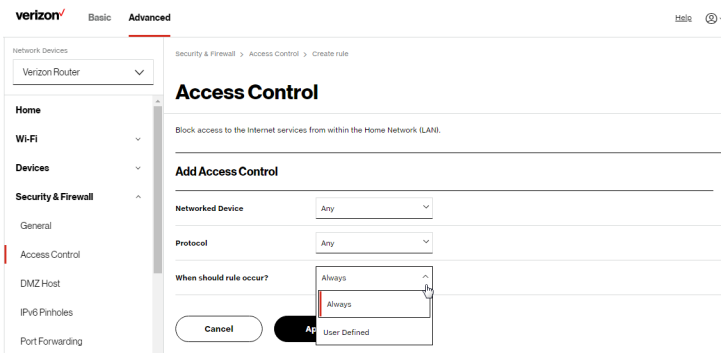 verizon✓ Basic Advanced Help
Network Devices
Verizon Router
Home
Wi-Fi
Devices
Security & Firewall
General
Access Control
DMZ Host
IPv6 Pinholes
Port Forwarding
Security & Firewall > Access Control > Create rule
Access Control
Block access to the Internet services from within the Home Network (LAN).
Add Access Control
Networked Device Any
Protocol Any
When should rule occur? Always
Always
User Defined
Cancel Ap